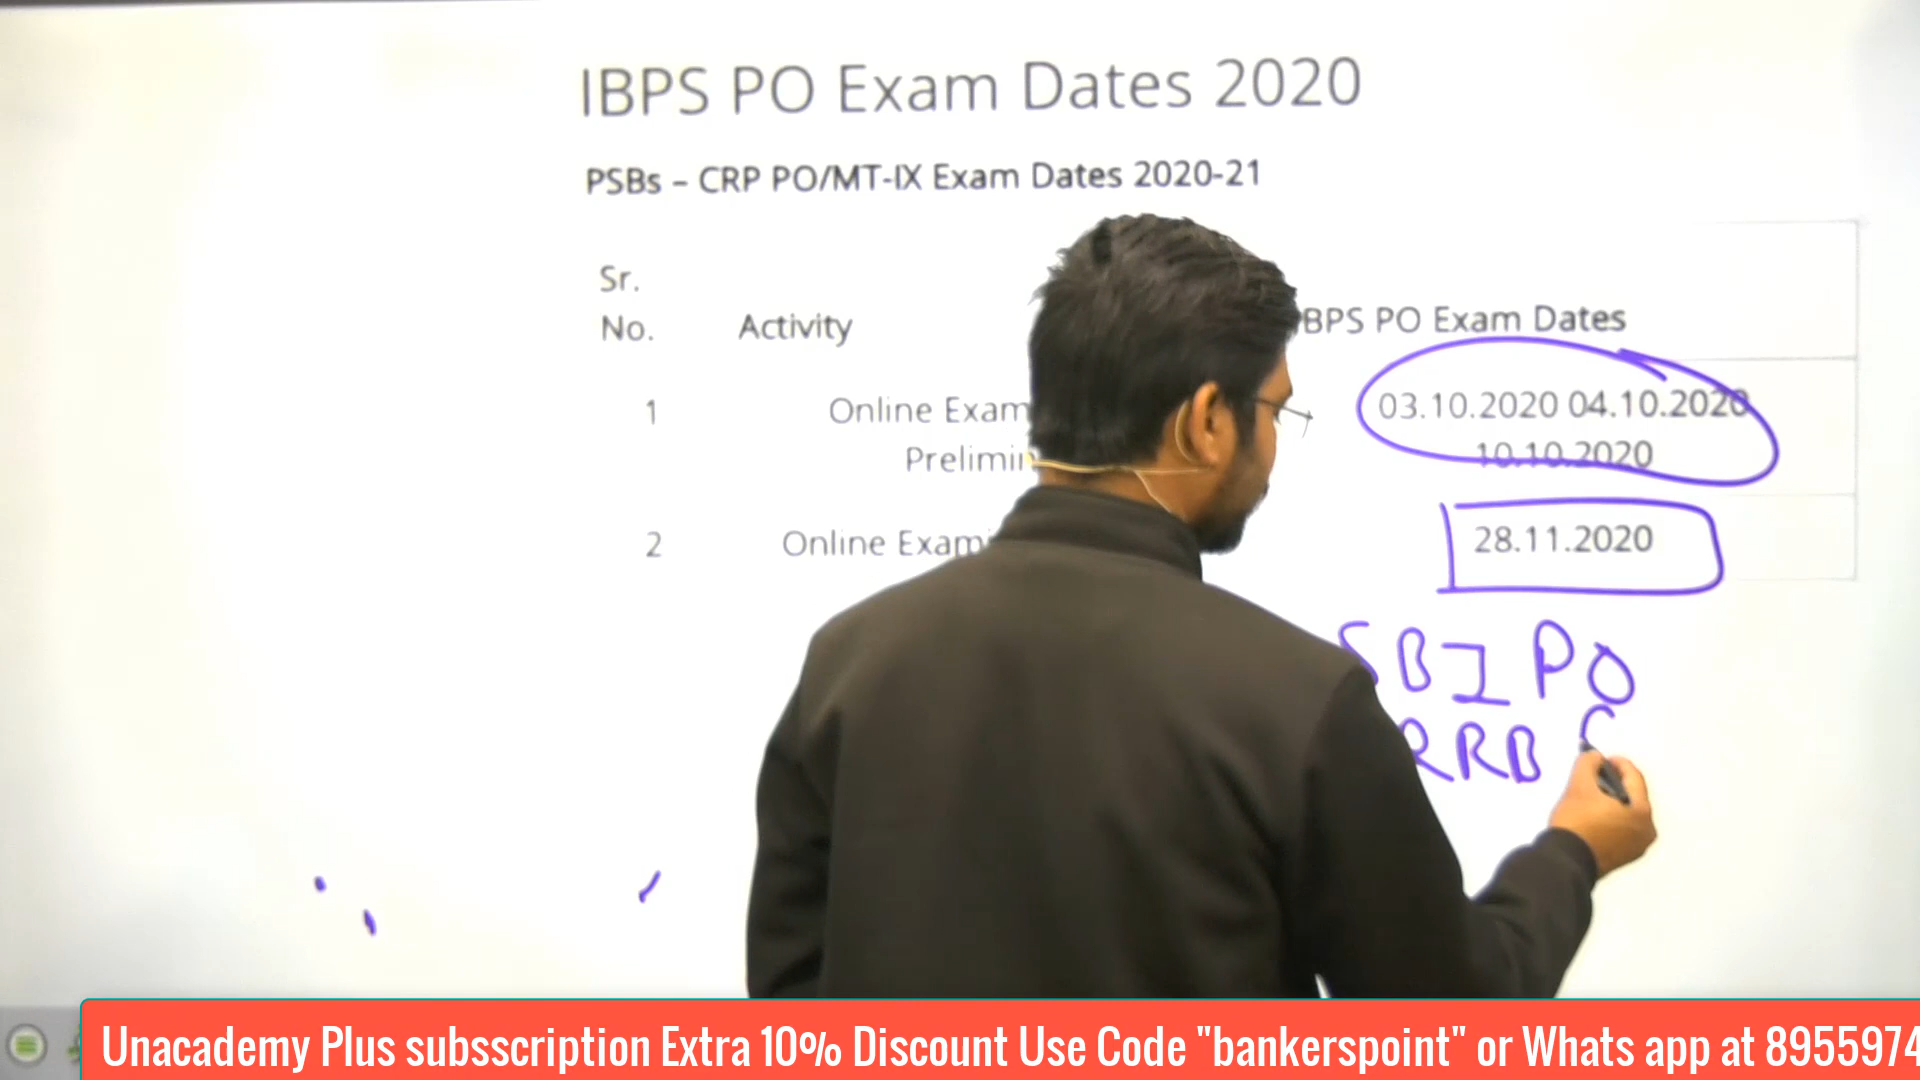 IBPS PO Exam Dates 2020
PSBs – CRP PO/MT-IX Exam Dates 2020-21
Sr.
No. Activity BPS PO Exam Dates
1 Online Exam 03.10.2020 04.10.2020
Prelimin 10.10.2020
2 Online Exami 28.11.2020
SBI PO
RRB
Unacademy Plus subsscription Extra 10% Discount Use Code "bankerspoint" or Whats app at 8955974